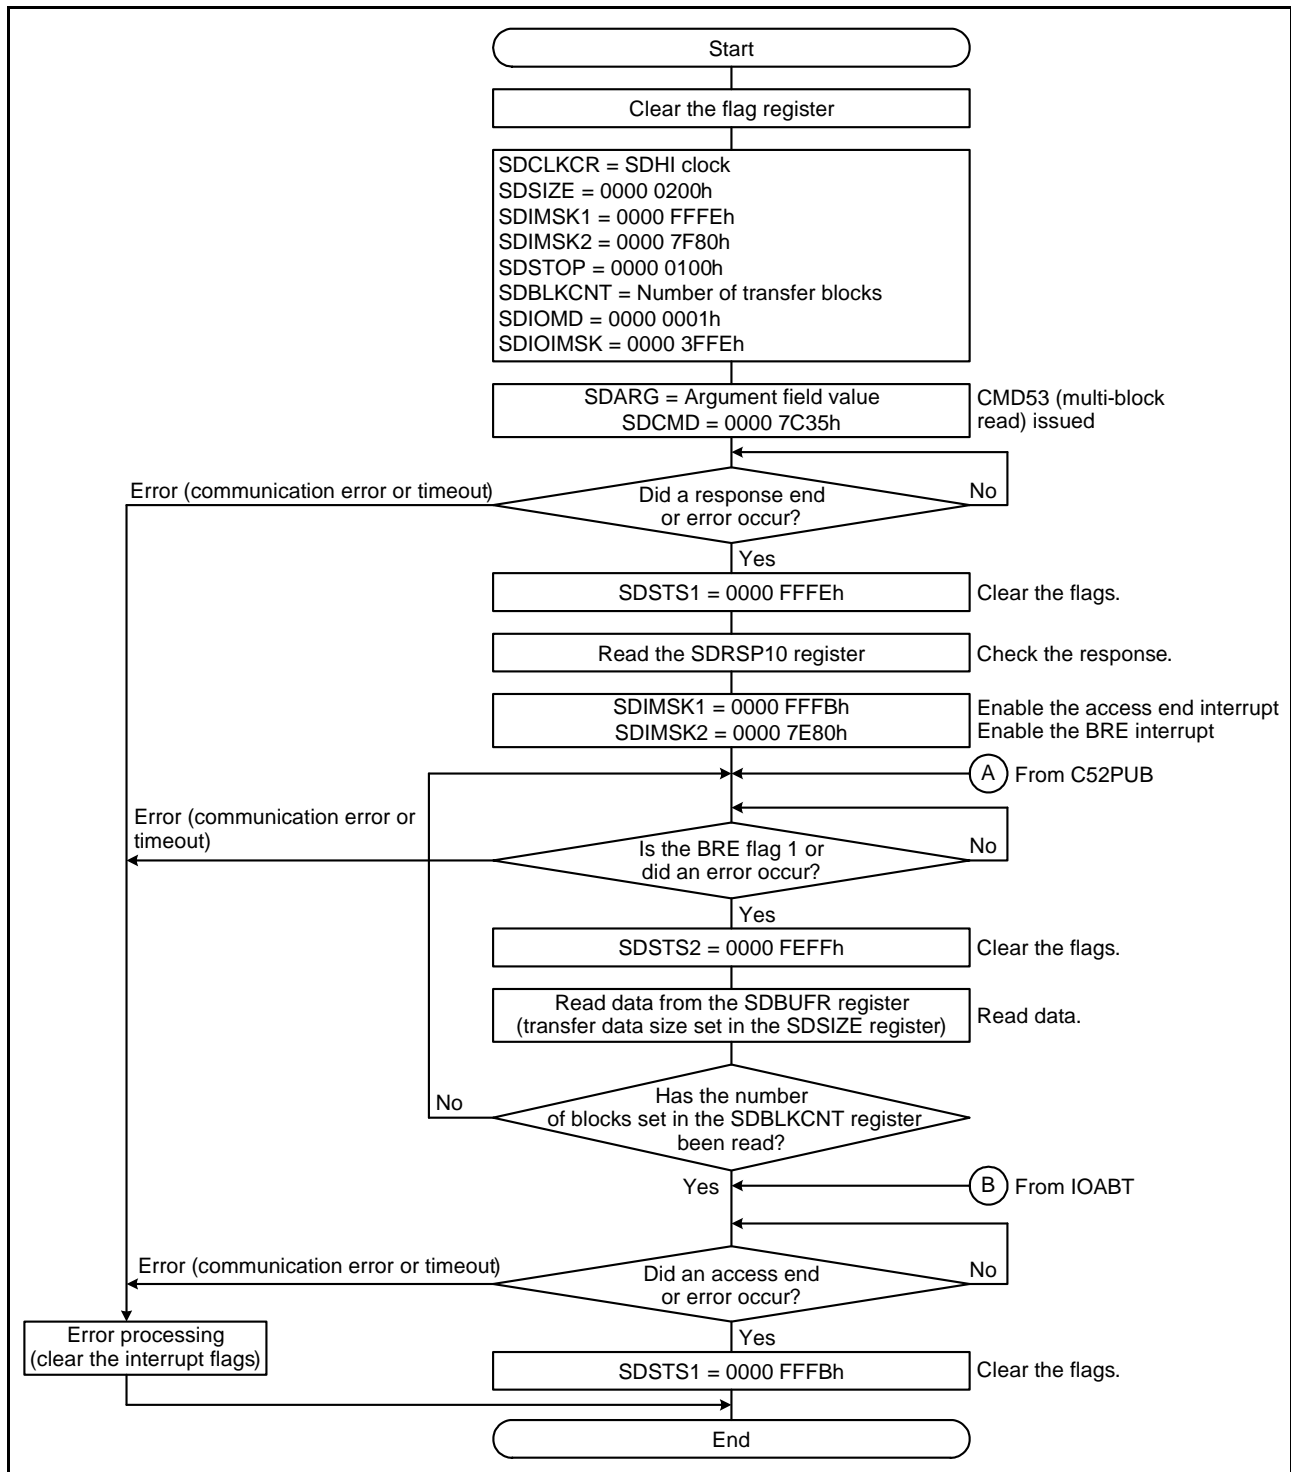 Start
Clear the flag register
SDCLKCR = SDHI clock
SDSIZE = 0000 0200h
SDIMSK1 = 0000 FFFEh
SDIMSK2 = 0000 7F80h
SDSTOP = 0000 0100h
SDBLKCNT = Number of transfer blocks
SDIOMD = 0000 0001h
SDIOIMSK = 0000 3FFEh
SDARG = Argument field value
SDCMD = 0000 7C35h
CMD53 (multi-block
read) issued
Error (communication error or timeout)
Did a response end
or error occur?
No
Yes
SDSTS1 = 0000 FFFEh
Clear the flags.
Read the SDRSP10 register
Check the response.
SDIMSK1 = 0000 FFFBh
SDIMSK2 = 0000 7E80h
Enable the access end interrupt
Enable the BRE interrupt
A
From C52PUB
Error (communication error or
timeout)
Is the BRE flag 1 or
did an error occur?
No
Yes
SDSTS2 = 0000 FEFFh
Clear the flags.
Read data from the SDBUFR register
(transfer data size set in the SDSIZE register)
Read data.
No
Has the number
of blocks set in the SDBLKCNT register
been read?
Yes
B
From IOABT
Error (communication error or timeout)
Did an access end
or error occur?
No
Yes
Error processing
(clear the interrupt flags)
SDSTS1 = 0000 FFFBh
Clear the flags.
End